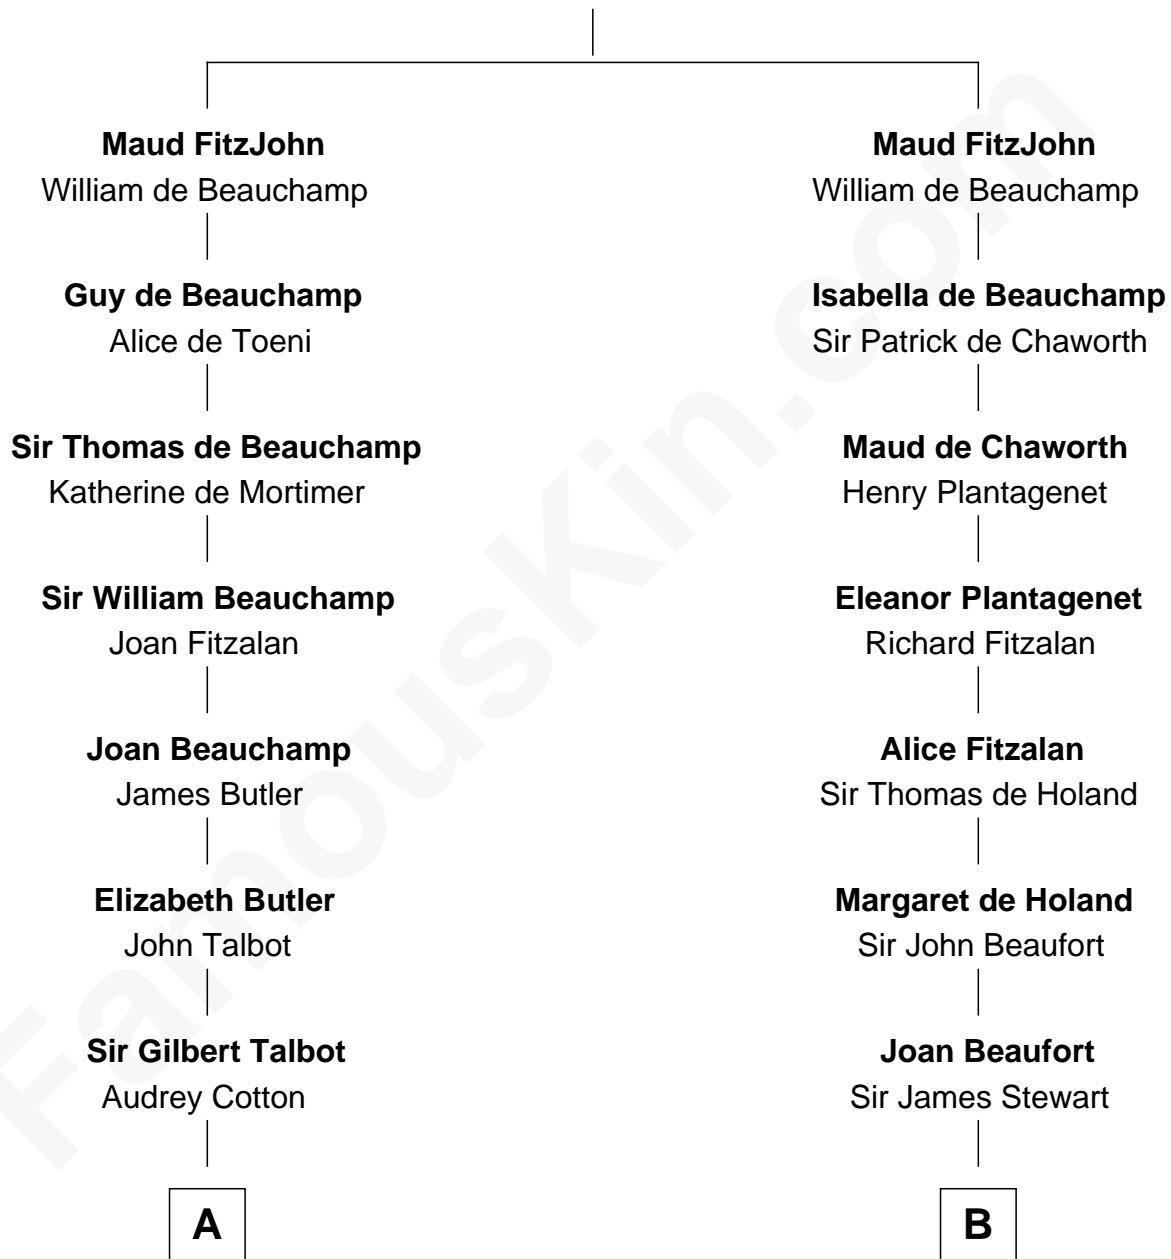 Maud FitzJohn
William de Beauchamp
Guy de Beauchamp
Alice de Toeni
Sir Thomas de Beauchamp
Katherine de Mortimer
Sir William Beauchamp
Joan Fitzalan
Joan Beauchamp
James Butler
Elizabeth Butler
John Talbot
Sir Gilbert Talbot
Audrey Cotton
A
Maud FitzJohn
William de Beauchamp
Isabella de Beauchamp
Sir Patrick de Chaworth
Maud de Chaworth
Henry Plantagenet
Eleanor Plantagenet
Richard Fitzalan
Alice Fitzalan
Sir Thomas de Holand
Margaret de Holand
Sir John Beaufort
Joan Beaufort
Sir James Stewart
B
FamousKin.com